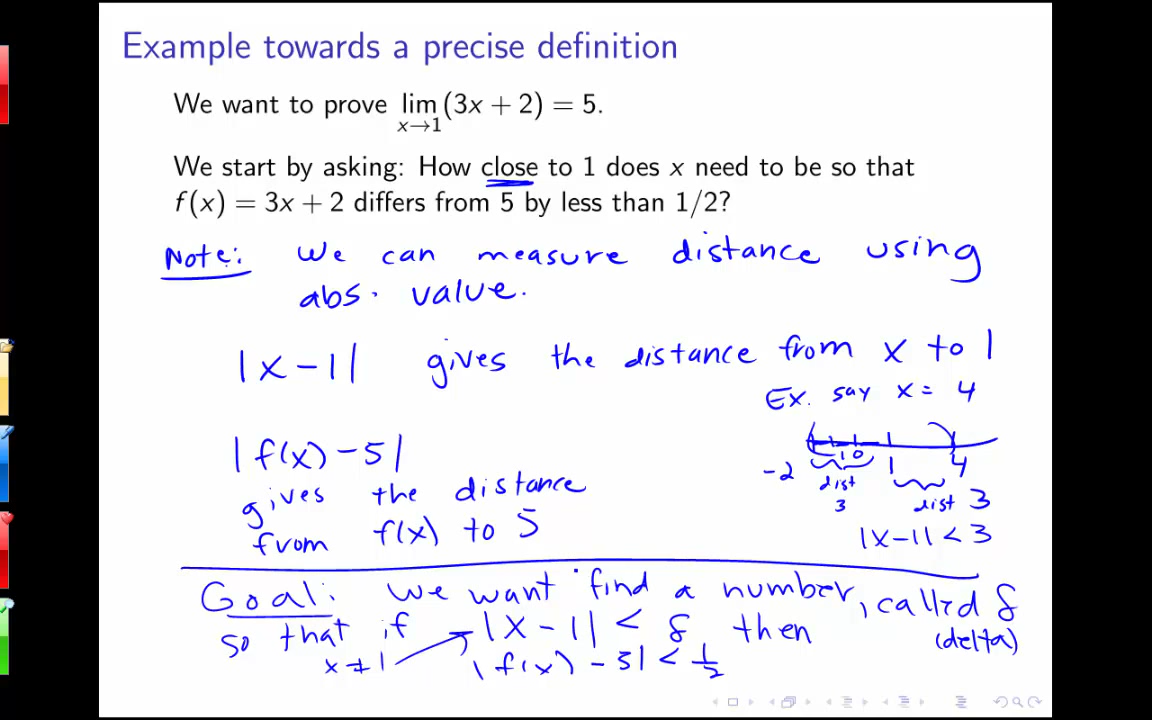 Example towards a precise definition
We want to prove lim (3x + 2) = 5.
x→1
We start by asking: How close to 1 does x need to be so that
f(x) = 3x + 2 differs from 5 by less than 1/2?
Note: We can measure distance using
abs. value.
|x - 1| gives the distance from x to 1
Ex. say x = 4
|f(x) - 5|
gives the distance
from f(x) to 5
-2 -1 0 1 4
dist 3 dist 3
|x-1| < 3
Goal: We want find a number, called δ
(delta)
so that if |x - 1| < δ then
x ≠ 1 |f(x) - 5| < 1/2